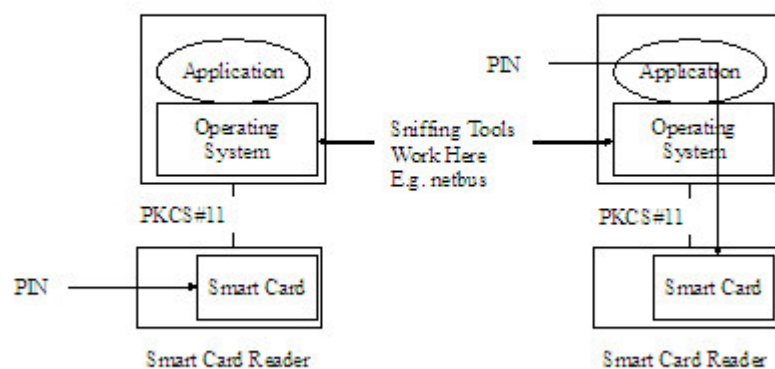 Application
Operating
System
PKCS#11
PIN
Smart Card
Smart Card Reader
Sniffing Tools
Work Here
E.g. netbus
PIN
Application
Operating
System
PKCS#11
Smart Card
Smart Card Reader